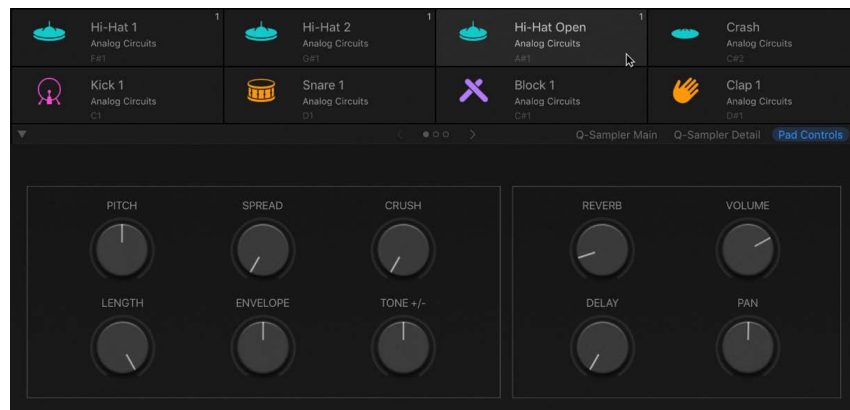 Hi-Hat 1
1
Analog Circuits
F#1
Hi-Hat 2
1
Analog Circuits
G#1
Hi-Hat Open
1
Analog Circuits
A#1
Crash
Analog Circuits
C#2
Kick 1
Analog Circuits
C1
Snare 1
Analog Circuits
D1
Block 1
Analog Circuits
C#1
Clap 1
Analog Circuits
D#1
Q-Sampler Main
Q-Sampler Detail
Pad Controls
PITCH
SPREAD
CRUSH
REVERB
VOLUME
LENGTH
ENVELOPE
TONE +/-
DELAY
PAN